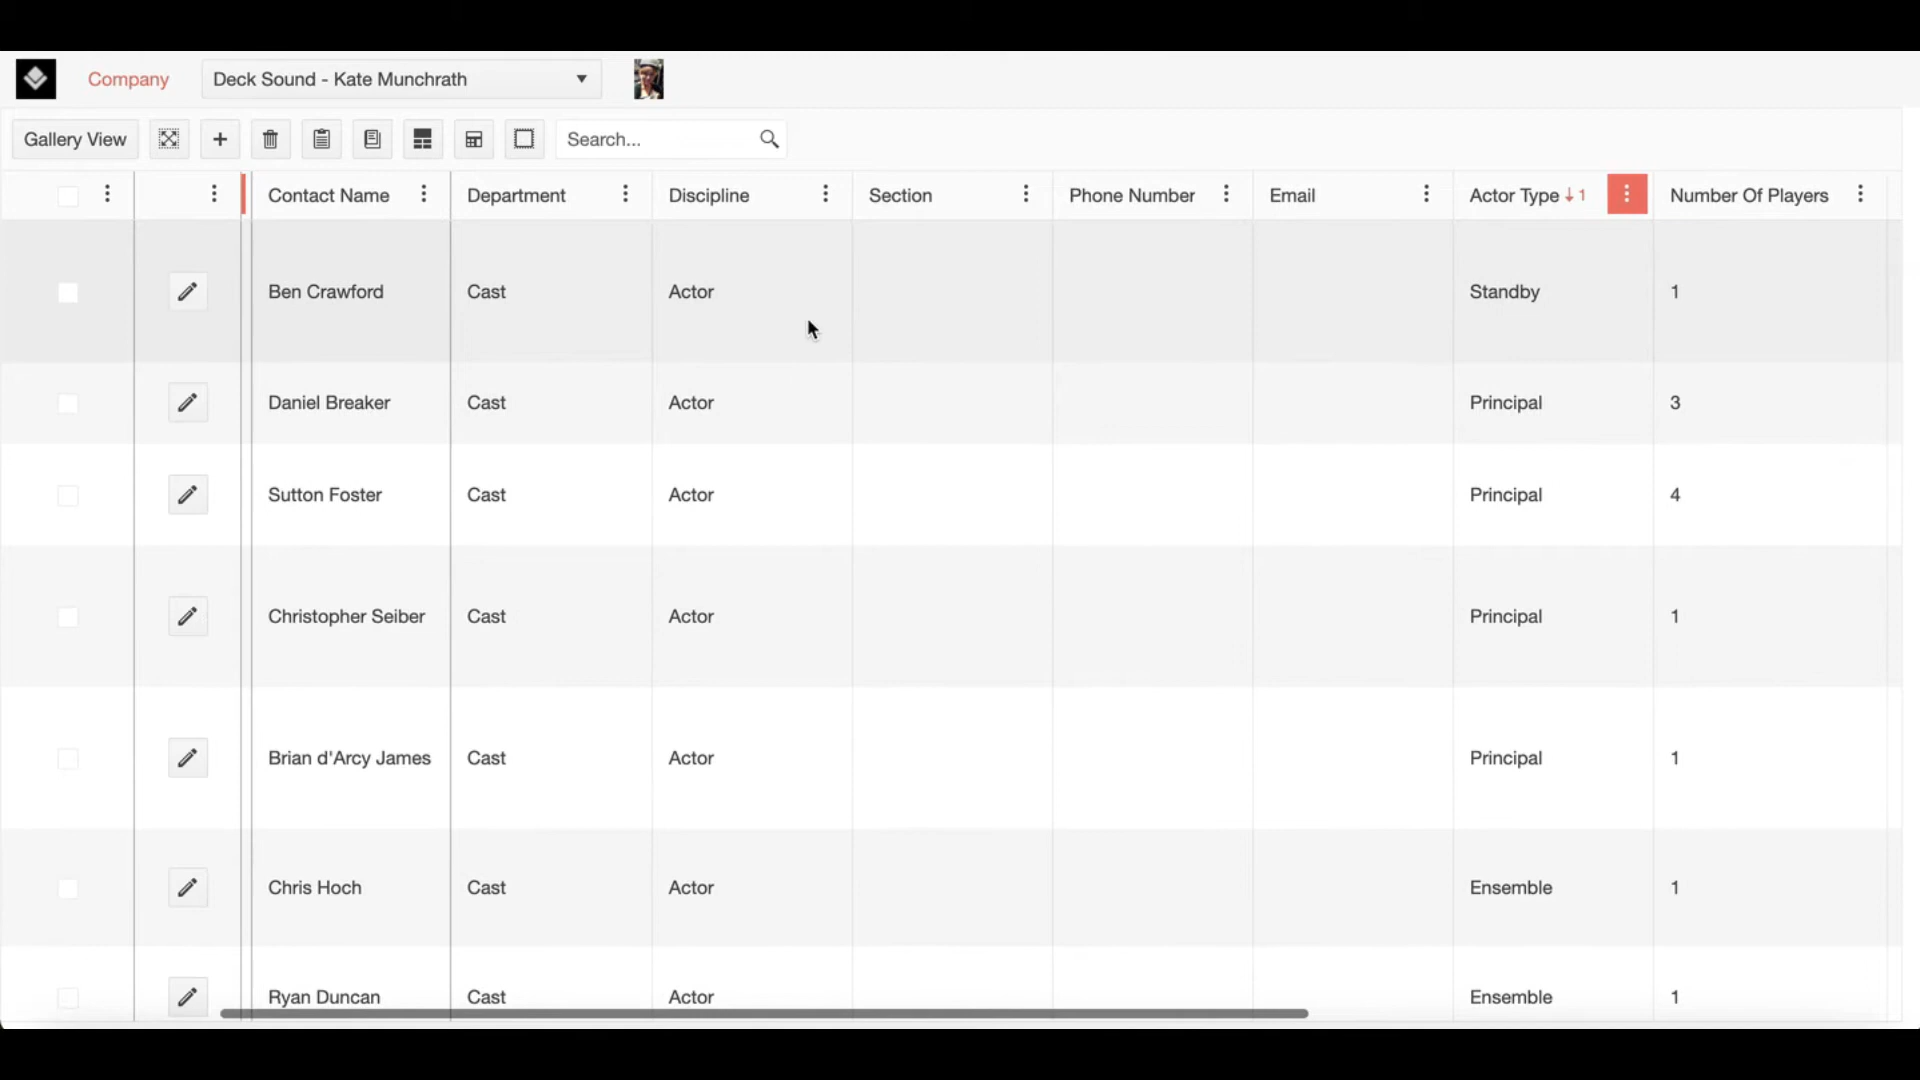 Company
Deck Sound - Kate Munchrath
Gallery View
Search...
Contact Name Department Discipline Section Phone Number Email Actor Type 1 Number Of Players
Ben Crawford Cast Actor Standby 1
Daniel Breaker Cast Actor Principal 3
Sutton Foster Cast Actor Principal 4
Christopher Seiber Cast Actor Principal 1
Brian d'Arcy James Cast Actor Principal 1
Chris Hoch Cast Actor Ensemble 1
Ryan Duncan Cast Actor Ensemble 1